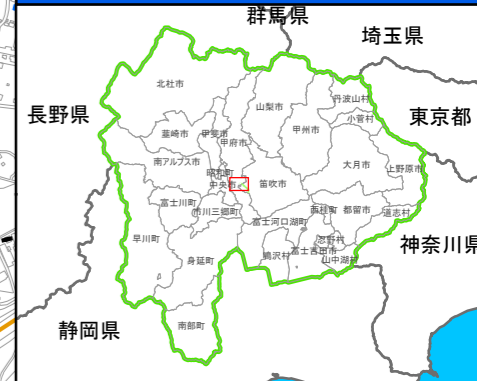 群馬県
埼玉県
長野県
東京都
神奈川県
静岡県
北杜市
山梨市
丹波山村
小菅村
韮崎市
甲斐市
甲府市
甲州市
南アルプス市
昭和町
中央市
笛吹市
大月市
上野原市
富士川町
市川三郷町
富士河口湖町
西桂町
都留市
道志村
早川町
身延町
鳴沢村
富士吉田市
忍野村
山中湖村
南部町